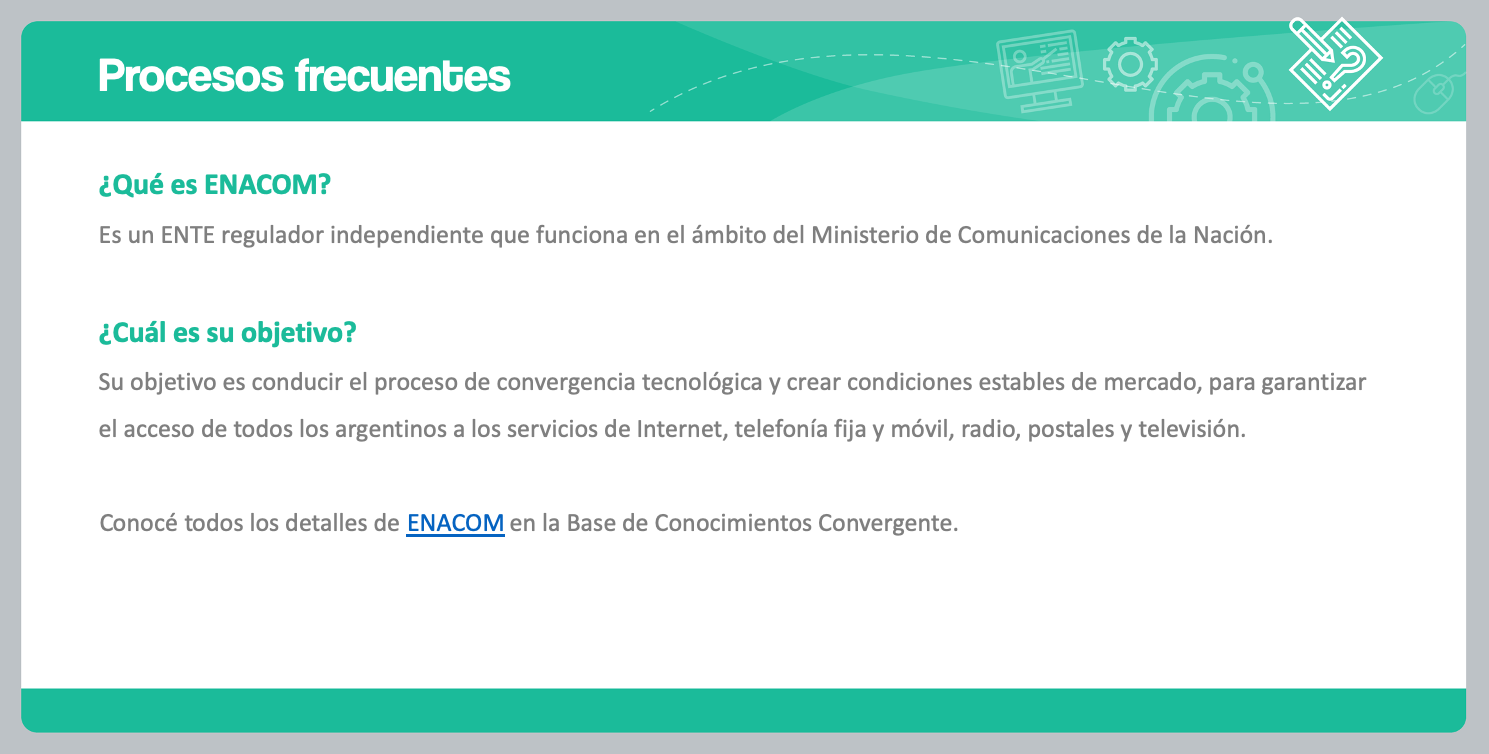 Procesos frecuentes
¿Qué es ENACOM?
Es un ENTE regulador independiente que funciona en el ámbito del Ministerio de Comunicaciones de la Nación.
¿Cuál es su objetivo?
Su objetivo es conducir el proceso de convergencia tecnológica y crear condiciones estables de mercado, para garantizar
el acceso de todos los argentinos a los servicios de Internet, telefonía fija y móvil, radio, postales y televisión.
Conocé todos los detalles de ENACOM en la Base de Conocimientos Convergente.